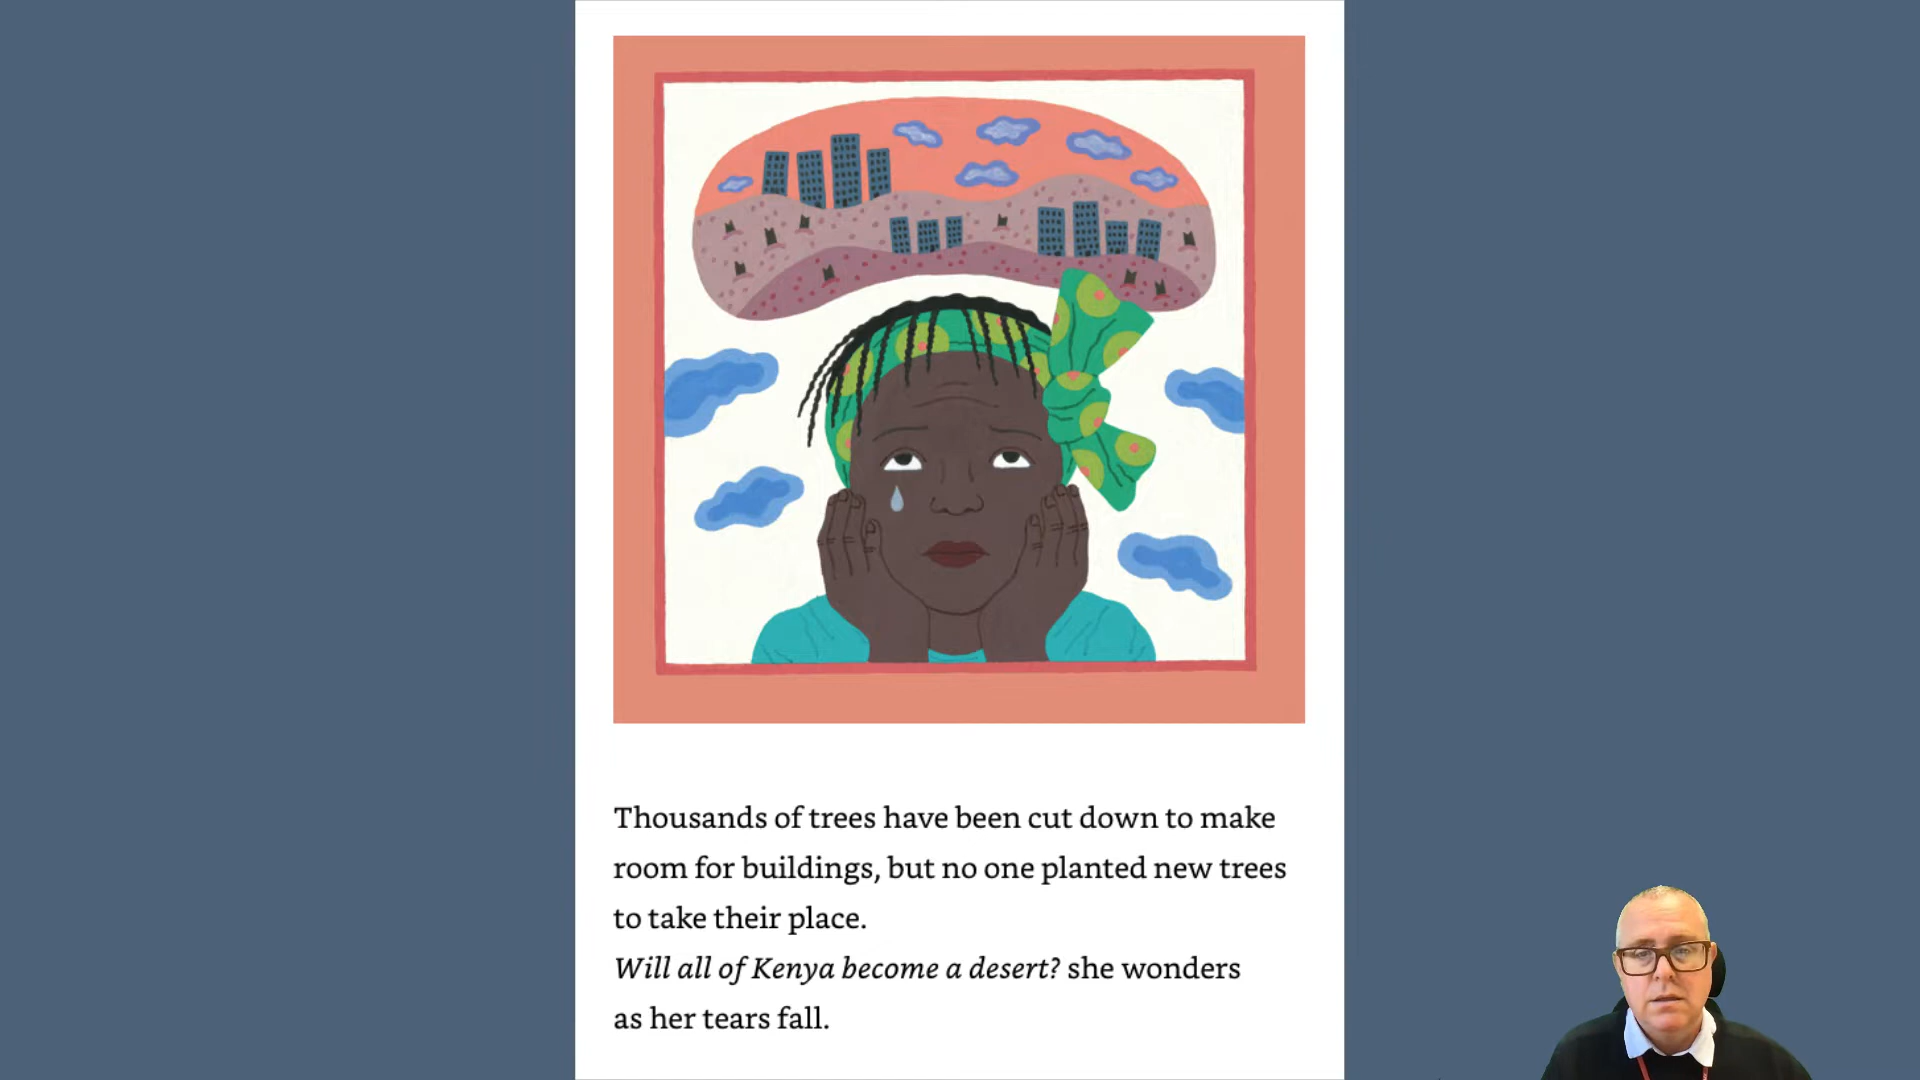 Thousands of trees have been cut down to make
room for buildings, but no one planted new trees
to take their place.
Will all of Kenya become a desert? she wonders
as her tears fall.